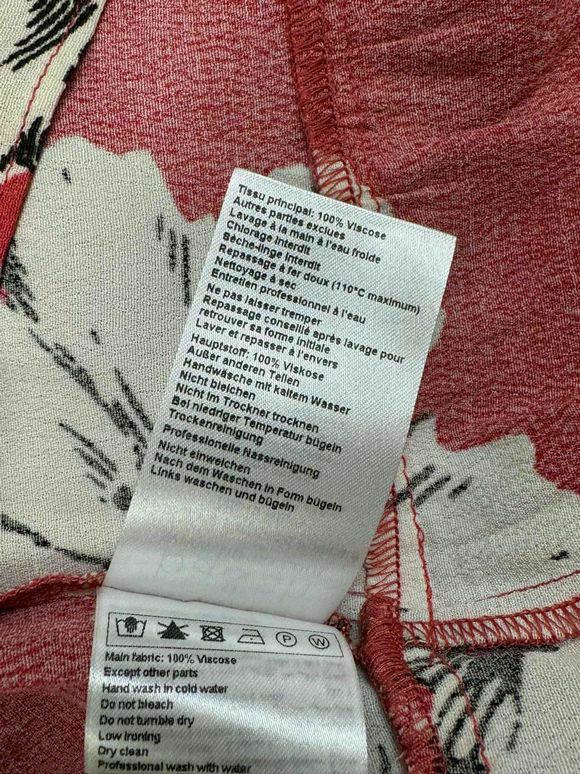 Tissu principal: 100% Viscose
Autres parties exclues
Lavage à la main à l'eau froide
Chlorage interdit
Sèche-linge interdit
Repassage à fer doux (110°C maximum)
Nettoyage à sec
Entretien professionnel à l'eau
Ne pas laisser tremper
Repassage conseillé après lavage pour
retrouver sa forme initiale
Laver et repasser à l'envers
Hauptstoff: 100% Viskose
Außer anderen Teilen
Handwäsche mit kaltem Wasser
Nicht bleichen
Nicht im Trockner trocknen
Bei niedriger Temperatur bügeln
Trockenreinigung
Professionelle Nassreinigung
Nicht einweichen
Nach dem Waschen in Form bügeln
Links waschen und bügeln
P W
Main fabric: 100% Viscose
Except other parts
Hand wash in cold water
Do not bleach
Do not tumble dry
Low ironing
Dry clean
Professional wash with water